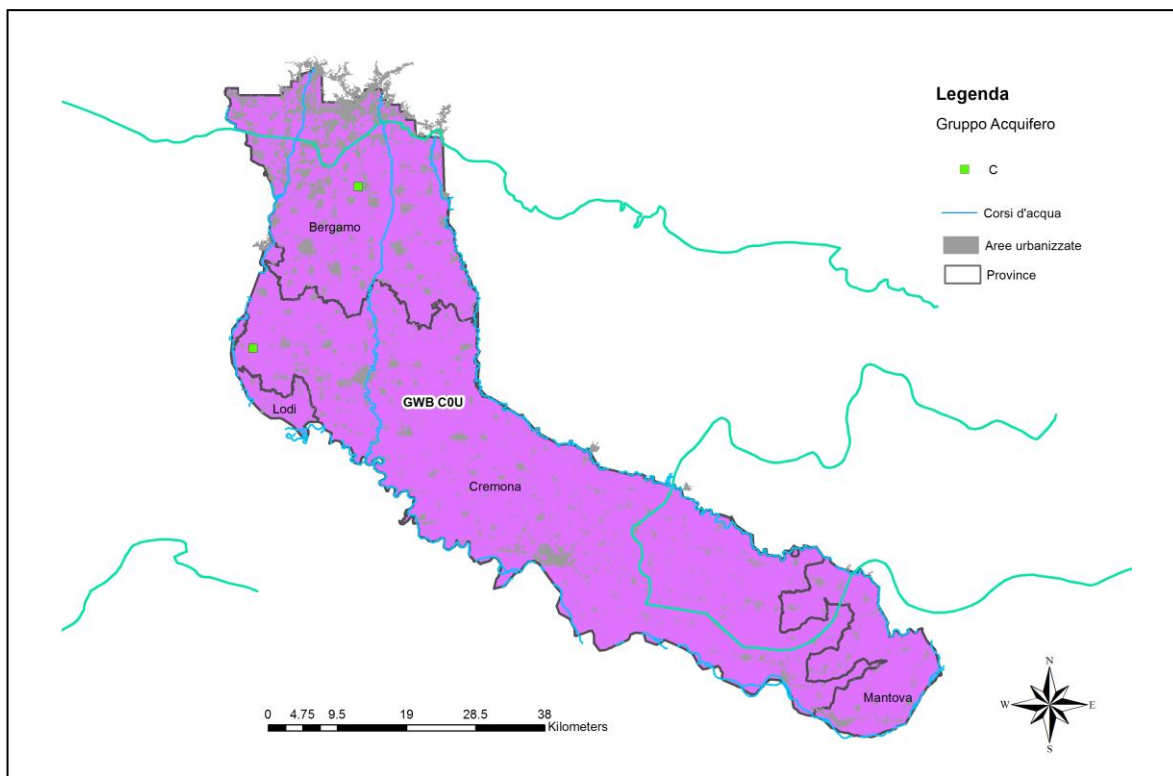 Legenda
Gruppo Acquifero
C
Corsi d'acqua
Aree urbanizzate
Province
Bergamo
Lodi
GWB C0U
Cremona
Mantova
0 4.75 9.5 19 28.5 38
Kilometers
N
W E
S